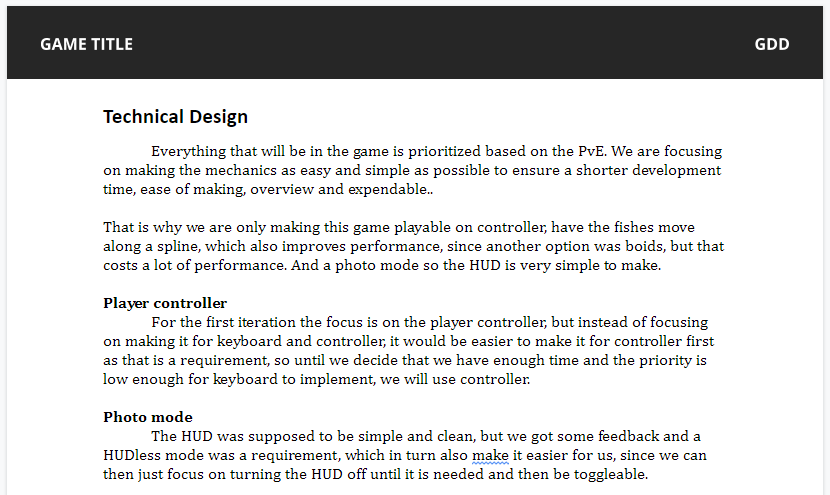 GAME TITLE GDD
Technical Design
Everything that will be in the game is prioritized based on the PvE. We are focusing
on making the mechanics as easy and simple as possible to ensure a shorter development
time, ease of making, overview and expendable..
That is why we are only making this game playable on controller, have the fishes move
along a spline, which also improves performance, since another option was boids, but that
costs a lot of performance. And a photo mode so the HUD is very simple to make.
Player controller
For the first iteration the focus is on the player controller, but instead of focusing
on making it for keyboard and controller, it would be easier to make it for controller first
as that is a requirement, so until we decide that we have enough time and the priority is
low enough for keyboard to implement, we will use controller.
Photo mode
The HUD was supposed to be simple and clean, but we got some feedback and a
HUDless mode was a requirement, which in turn also make it easier for us, since we can
then just focus on turning the HUD off until it is needed and then be toggleable.